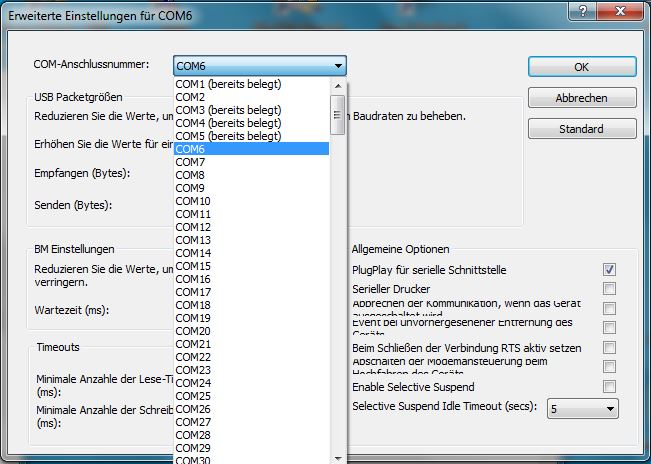 Erweiterte Einstellungen für COM6
COM-Anschlussnummer:
COM6
OK
Abbrechen
Standard
COM1 (bereits belegt)
COM2
COM3 (bereits belegt)
COM4 (bereits belegt)
COM5 (bereits belegt)
COM6
COM7
COM8
COM9
COM10
COM11
COM12
COM13
COM14
COM15
COM16
COM17
COM18
COM19
COM20
COM21
COM22
COM23
COM24
COM25
COM26
COM27
COM28
COM29
COM30
USB Packetgrößen
Reduzieren Sie die Werte, un
n Baudraten zu beheben.
Erhöhen Sie die Werte für ein
Empfangen (Bytes):
Senden (Bytes):
BM Einstellungen
Reduzieren Sie die Werte, un
verringern.
Wartezeit (ms):
Timeouts
Minimale Anzahle der Lese-Ti
(ms):
Minimale Anzahle der Schreib
(ms):
Allgemeine Optionen
PlugPlay für serielle Schnittstelle
Serieller Drucker
Abbrechen der Kommunikation, wenn das Gerät
ausgeschaltet wird
Event bei unvorhergesehener Entfernung des
Geräts
Beim Schließen der Verbindung RTS aktiv setzen
Abschalten der Modemansteuerung beim
Hochfahren des Geräts
Enable Selective Suspend
Selective Suspend Idle Timeout (secs):
5